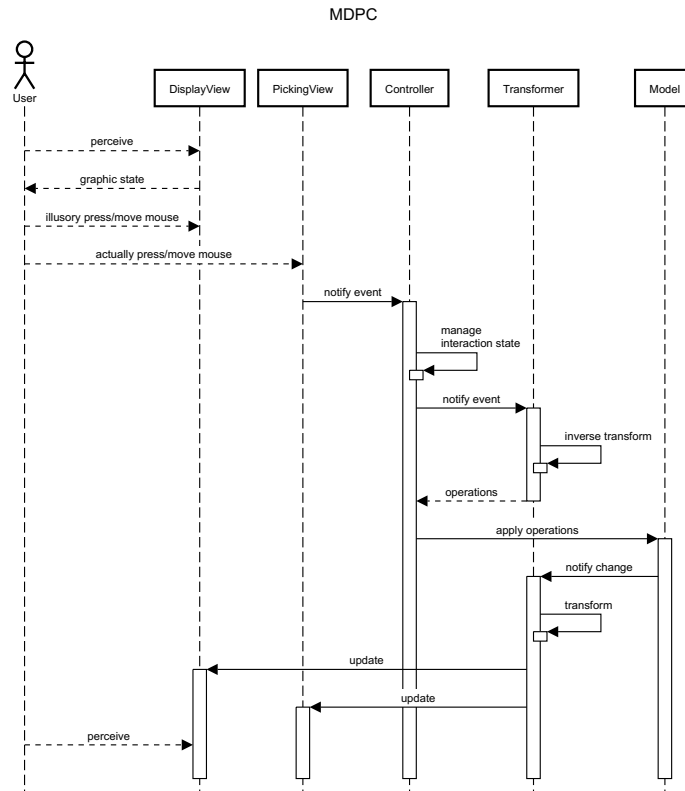 MDPC
User
DisplayView
PickingView
Controller
Transformer
Model
perceive
graphic state
illusory press/move mouse
actually press/move mouse
notify event
manage
interaction state
notify event
inverse transform
operations
apply operations
notify change
transform
update
update
perceive